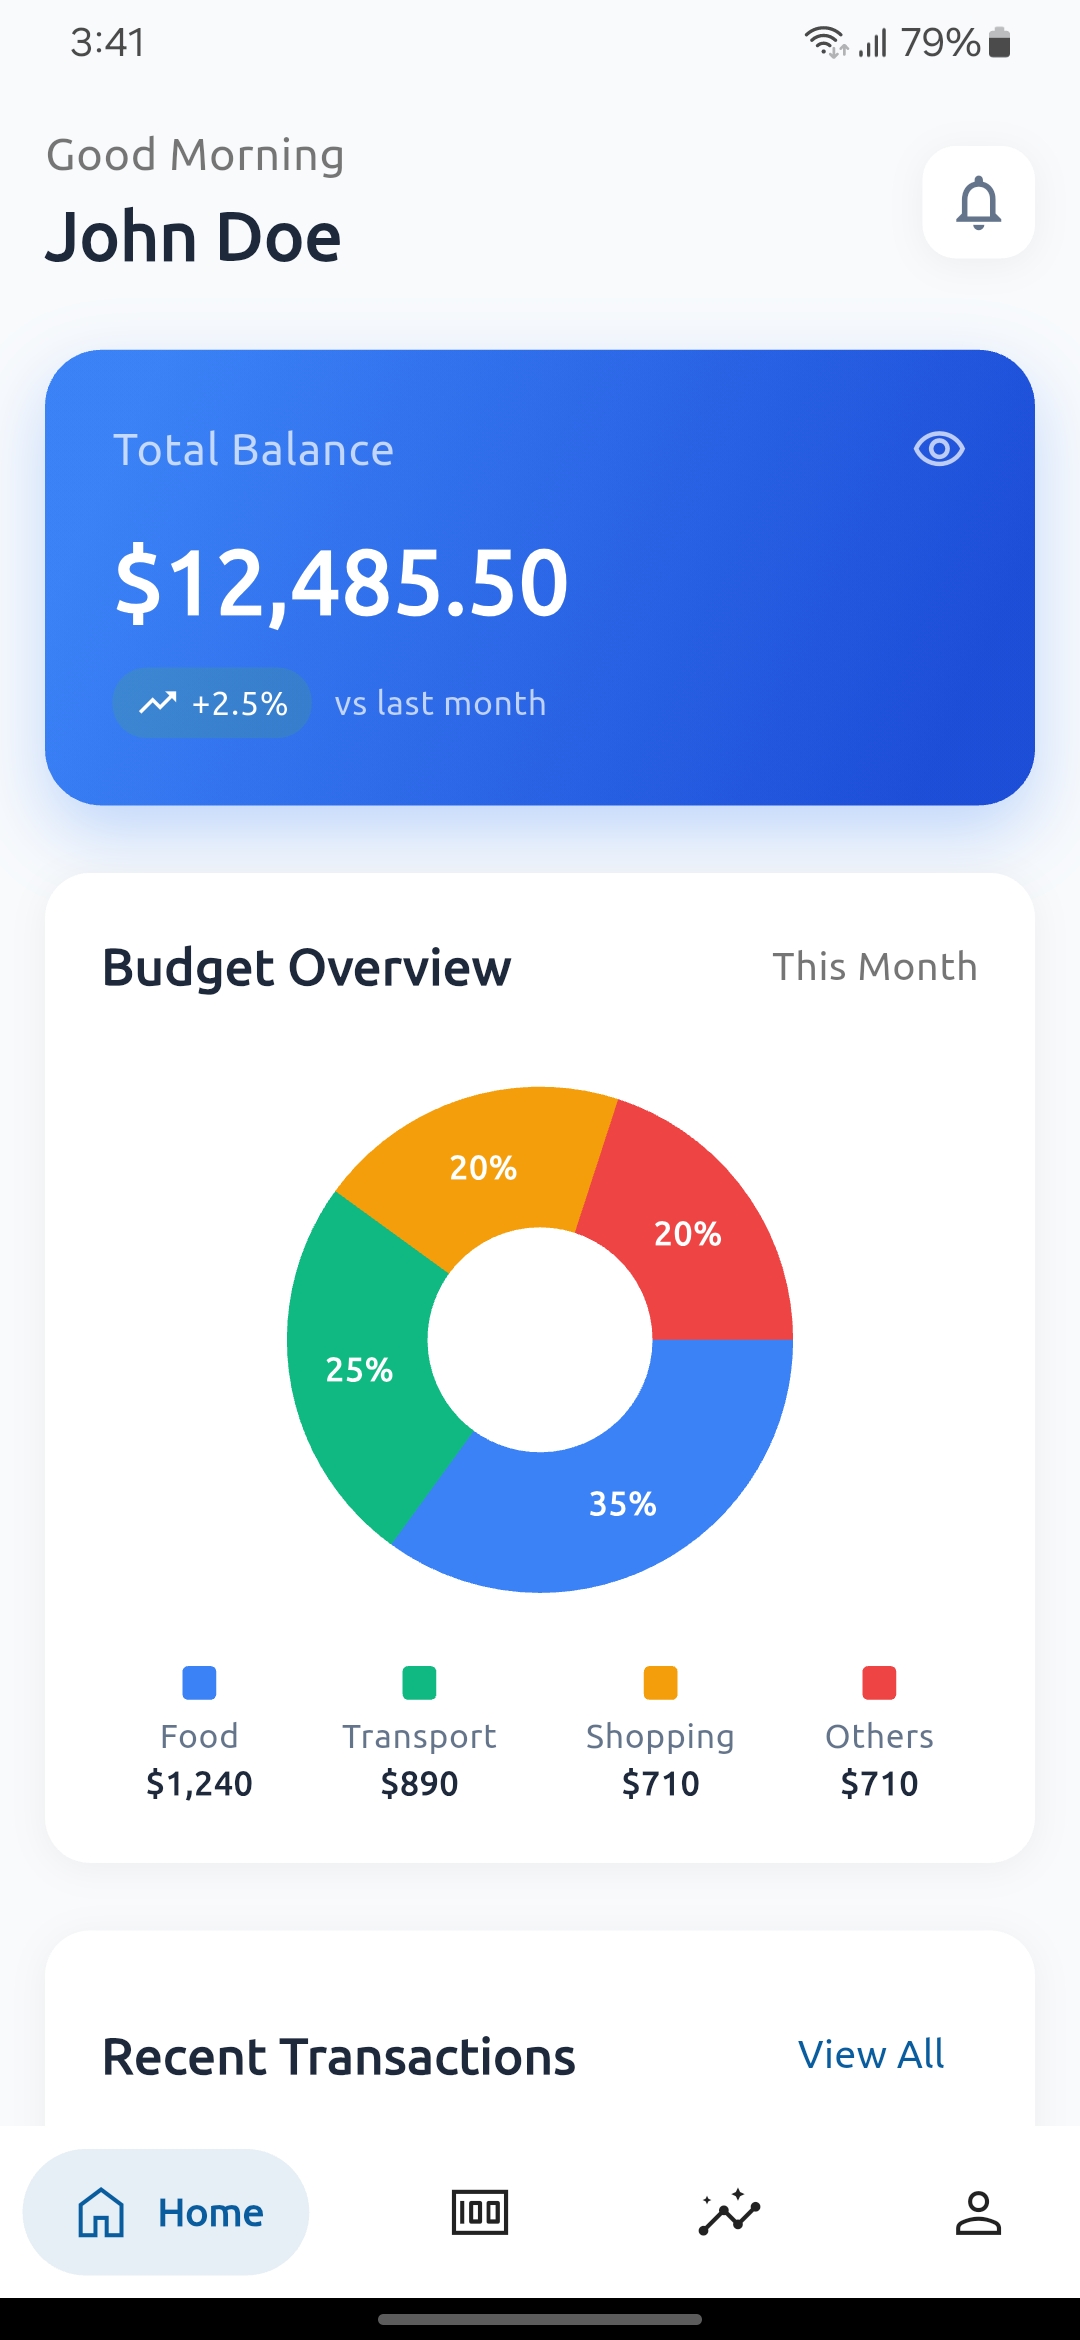 3:41
79%
Good Morning
John Doe
Total Balance
$12,485.50
+2.5% vs last month
Budget Overview
This Month
20%
20%
25%
35%
Food
$1,240
Transport
$890
Shopping
$710
Others
$710
Recent Transactions
View All
Home
100